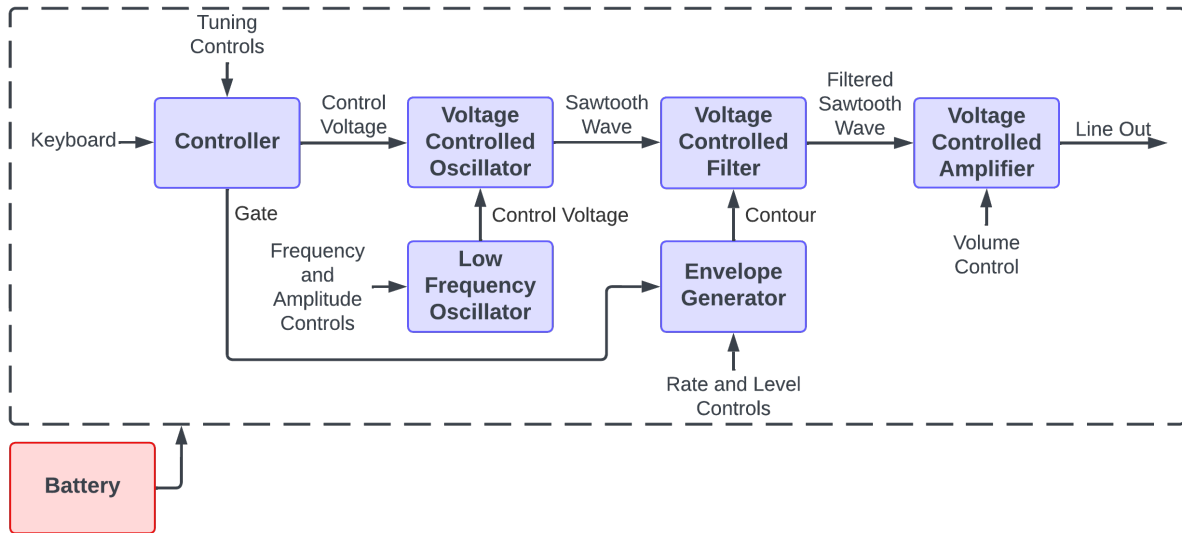 Tuning
Controls
Keyboard
Controller
Control
Voltage
Voltage
Controlled
Oscillator
Sawtooth
Wave
Voltage
Controlled
Filter
Filtered
Sawtooth
Wave
Voltage
Controlled
Amplifier
Line Out
Gate
Frequency
and
Amplitude
Controls
Low
Frequency
Oscillator
Control Voltage
Envelope
Generator
Contour
Volume
Control
Rate and Level
Controls
Battery